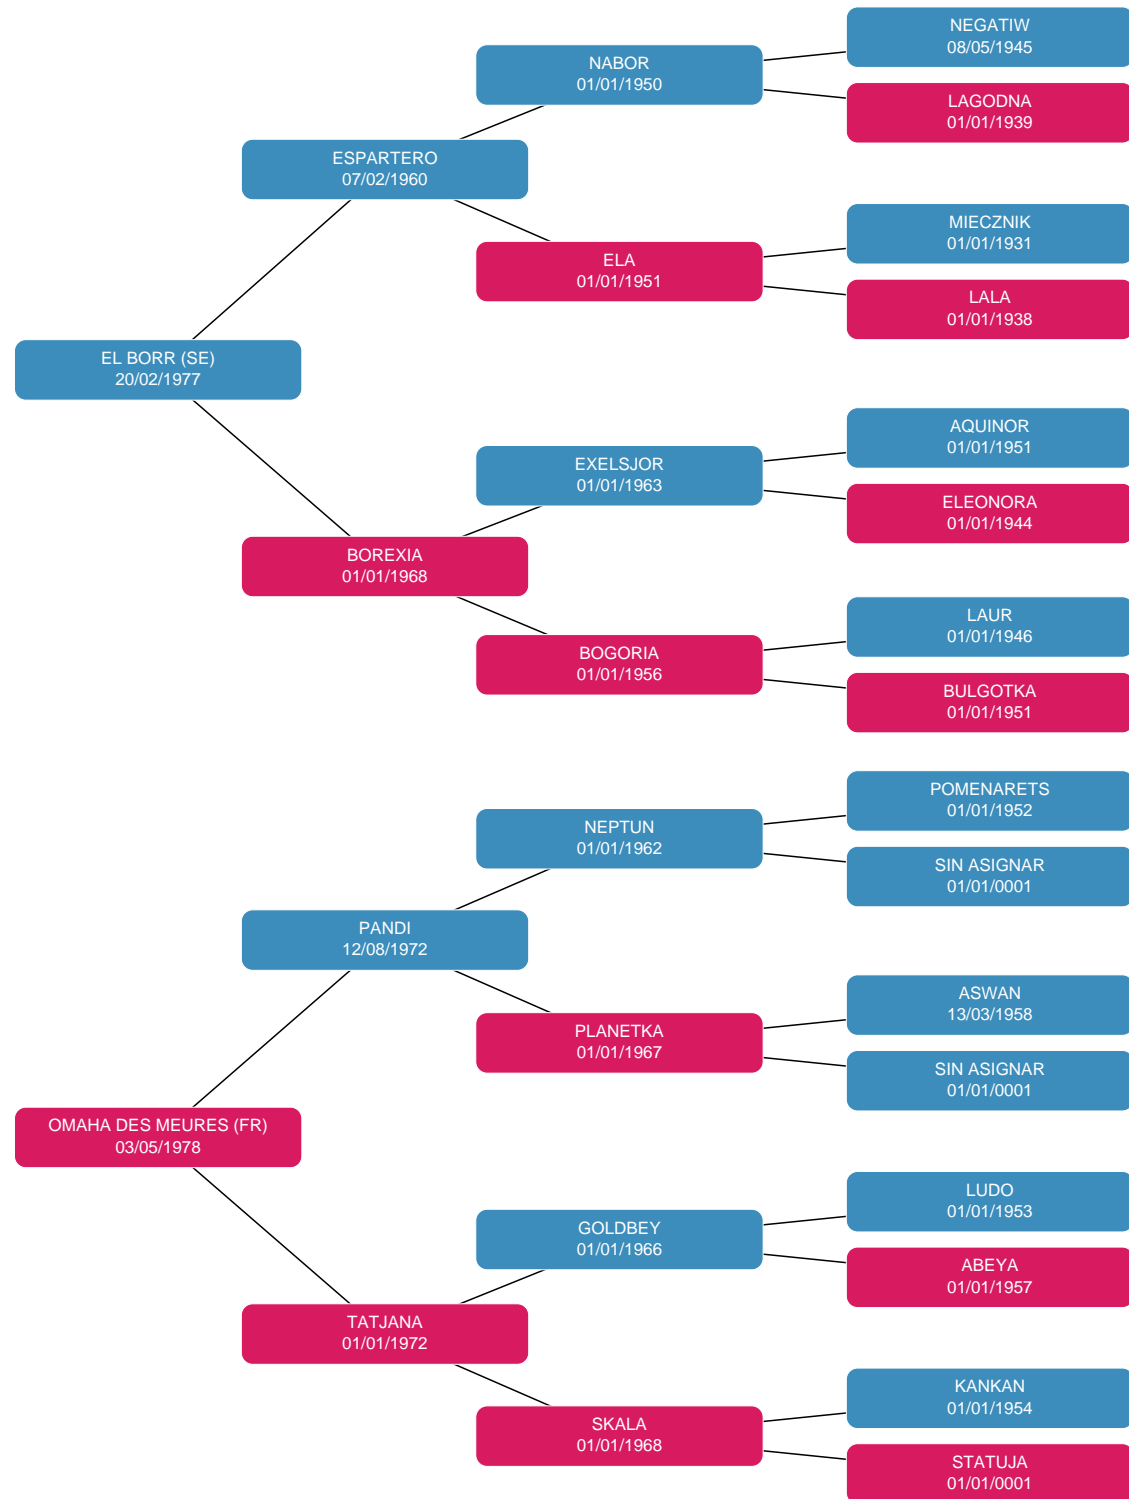 NEGATIW
08/05/1945
NABOR
01/01/1950
LAGODNA
01/01/1939
ESPARTERO
07/02/1960
MIECZNIK
01/01/1931
ELA
01/01/1951
LALA
01/01/1938
EL BORR (SE)
20/02/1977
AQUINOR
01/01/1951
EXELSJOR
01/01/1963
ELEONORA
01/01/1944
BOREXIA
01/01/1968
LAUR
01/01/1946
BOGORIA
01/01/1956
BULGOTKA
01/01/1951
POMENARETS
01/01/1952
NEPTUN
01/01/1962
SIN ASIGNAR
01/01/0001
PANDI
12/08/1972
ASWAN
13/03/1958
PLANETKA
01/01/1967
SIN ASIGNAR
01/01/0001
OMAHA DES MEURES (FR)
03/05/1978
LUDO
01/01/1953
GOLDBEY
01/01/1966
ABEYA
01/01/1957
TATJANA
01/01/1972
KANKAN
01/01/1954
SKALA
01/01/1968
STATUJA
01/01/0001